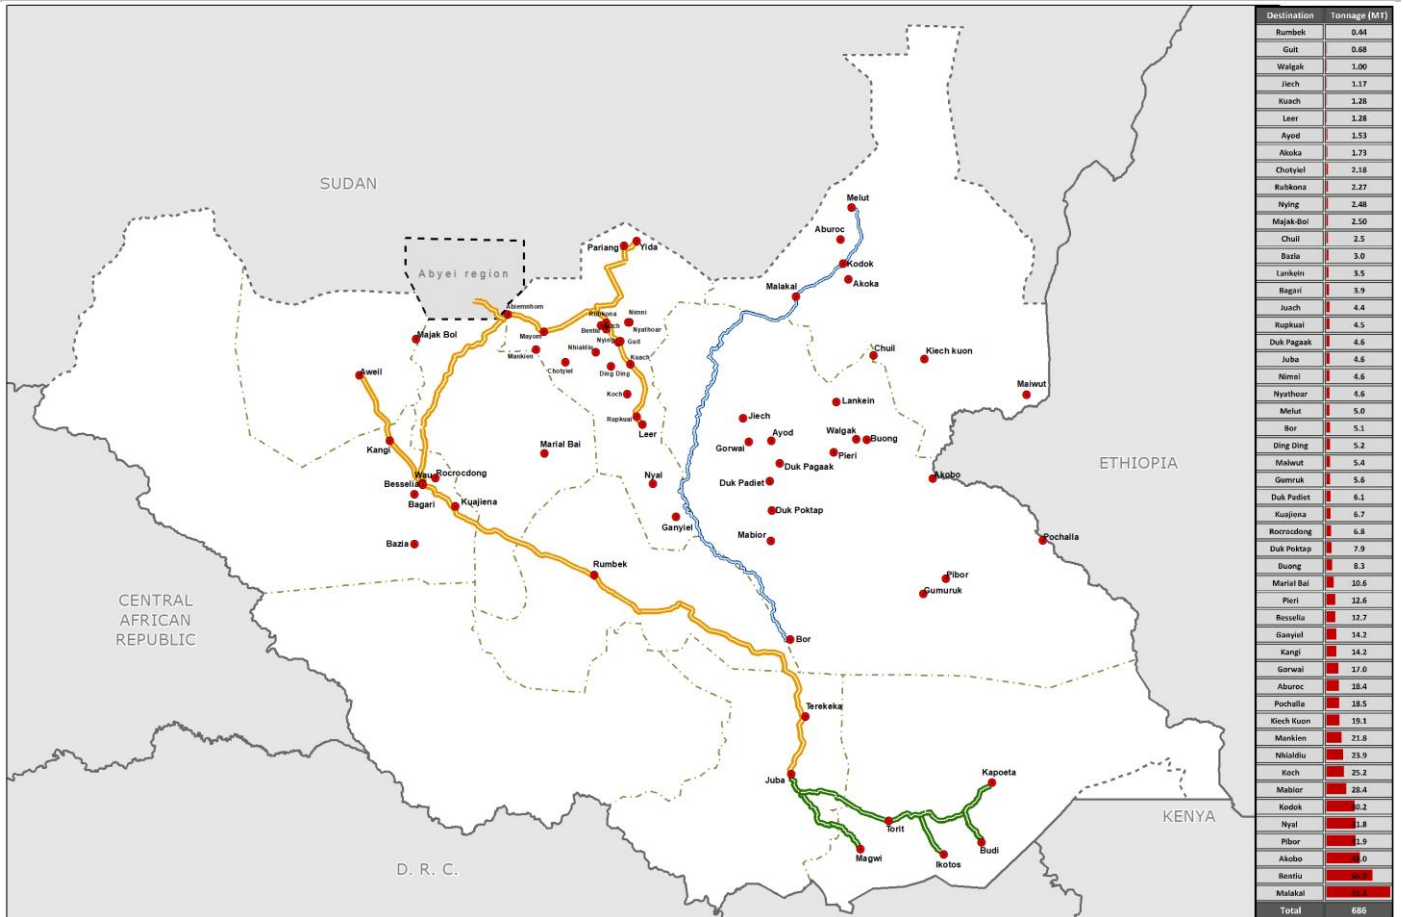 SUDAN
Abyei region
Melut
Aburoc
Kodok
Akoka
Malakal
Pariang
Yida
Abiemnhom
Mayom
Mankien
Rubkona
Bentiu
Nimni
Nyathoar
Nying
Guit
Nhialdiu
Kuach
Chotyiel
Ding Ding
Koch
Rupkuai
Leer
Majak Bol
Aweil
Kangi
Wau
Rocrocdong
Besselia
Bagari
Kuajiena
Bazia
Marial Bai
Nyal
Ganyiel
Rumbek
Chuil
Kiech kuon
Maiwut
Lankein
Jiech
Gorwai
Ayod
Walgak
Buong
Pieri
Duk Pagaak
Duk Padiet
Duk Poktap
Mabior
Akobo
Pochalla
Pibor
Gumuruk
Bor
Terekeka
Juba
Kapoeta
Torit
Magwi
Ikotos
Budi
ETHIOPIA
KENYA
D. R. C.
CENTRAL
AFRICAN
REPUBLIC
Destination Tonnage (MT)
Rumbek 0.44
Guit 0.68
Walgak 1.00
Jiech 1.17
Kuach 1.28
Leer 1.28
Ayod 1.53
Akoka 1.73
Chotyiel 2.18
Rubkona 2.27
Nying 2.48
Majak-Bol 2.50
Chuil 2.5
Bazia 3.0
Lankein 3.5
Bagari 3.9
Juach 4.4
Rupkuai 4.5
Duk Pagaak 4.6
Juba 4.6
Nimni 4.6
Nyathoar 4.6
Melut 5.0
Bor 5.1
Ding Ding 5.2
Maiwut 5.4
Gumruk 5.6
Duk Padiet 6.1
Kuajiena 6.7
Rocrocdong 6.8
Duk Poktap 7.9
Buong 8.3
Marial Bai 10.6
Pieri 12.6
Besselia 12.7
Ganyiel 14.2
Kangi 14.2
Gorwai 17.0
Aburoc 18.4
Pochalla 18.5
Kiech Kuon 19.1
Mankien 21.8
Nhialdiu 23.9
Koch 25.2
Mabior 28.4
Kodok
Nyal
Pibor
Akobo
Bentiu
Malakal
Total 686